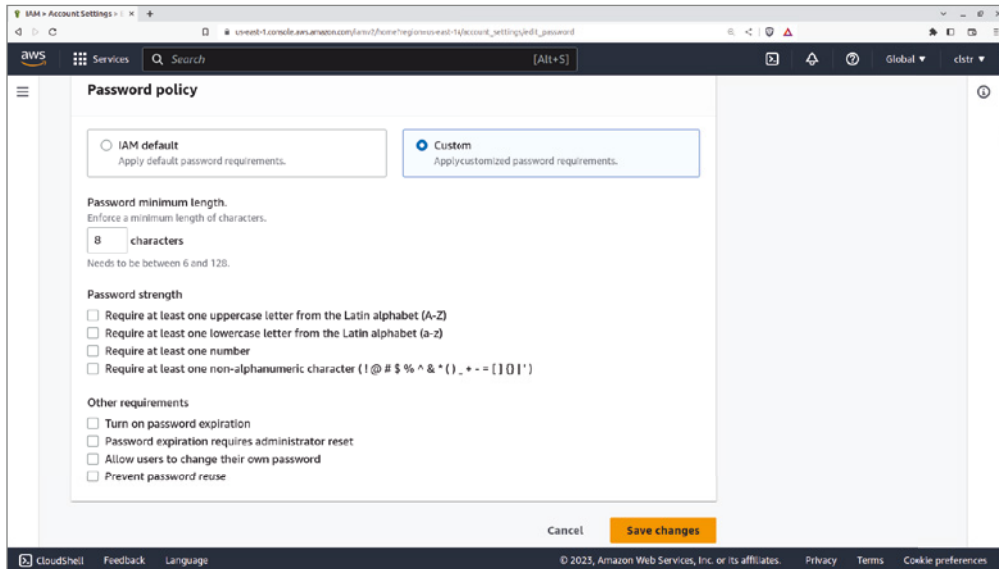 IAM > Account Settings >
us-east-1.console.aws.amazon.com/iamv2/home?region=us-east-1#/account_settings/edit_password
aws Services Search [Alt+S] Global clstr
Password policy
IAM default
Apply default password requirements.
Custom
Applycustomized password requirements.
Password minimum length.
Enforce a minimum length of characters.
8 characters
Needs to be between 6 and 128.
Password strength
Require at least one uppercase letter from the Latin alphabet (A-Z)
Require at least one lowercase letter from the Latin alphabet (a-z)
Require at least one number
Require at least one non-alphanumeric character ( ! @ # $ % ^ & * ( ) _ + - = [ ] { } | ' )
Other requirements
Turn on password expiration
Password expiration requires administrator reset
Allow users to change their own password
Prevent password reuse
Cancel Save changes
CloudShell Feedback Language © 2023, Amazon Web Services, Inc. or its affiliates. Privacy Terms Cookie preferences